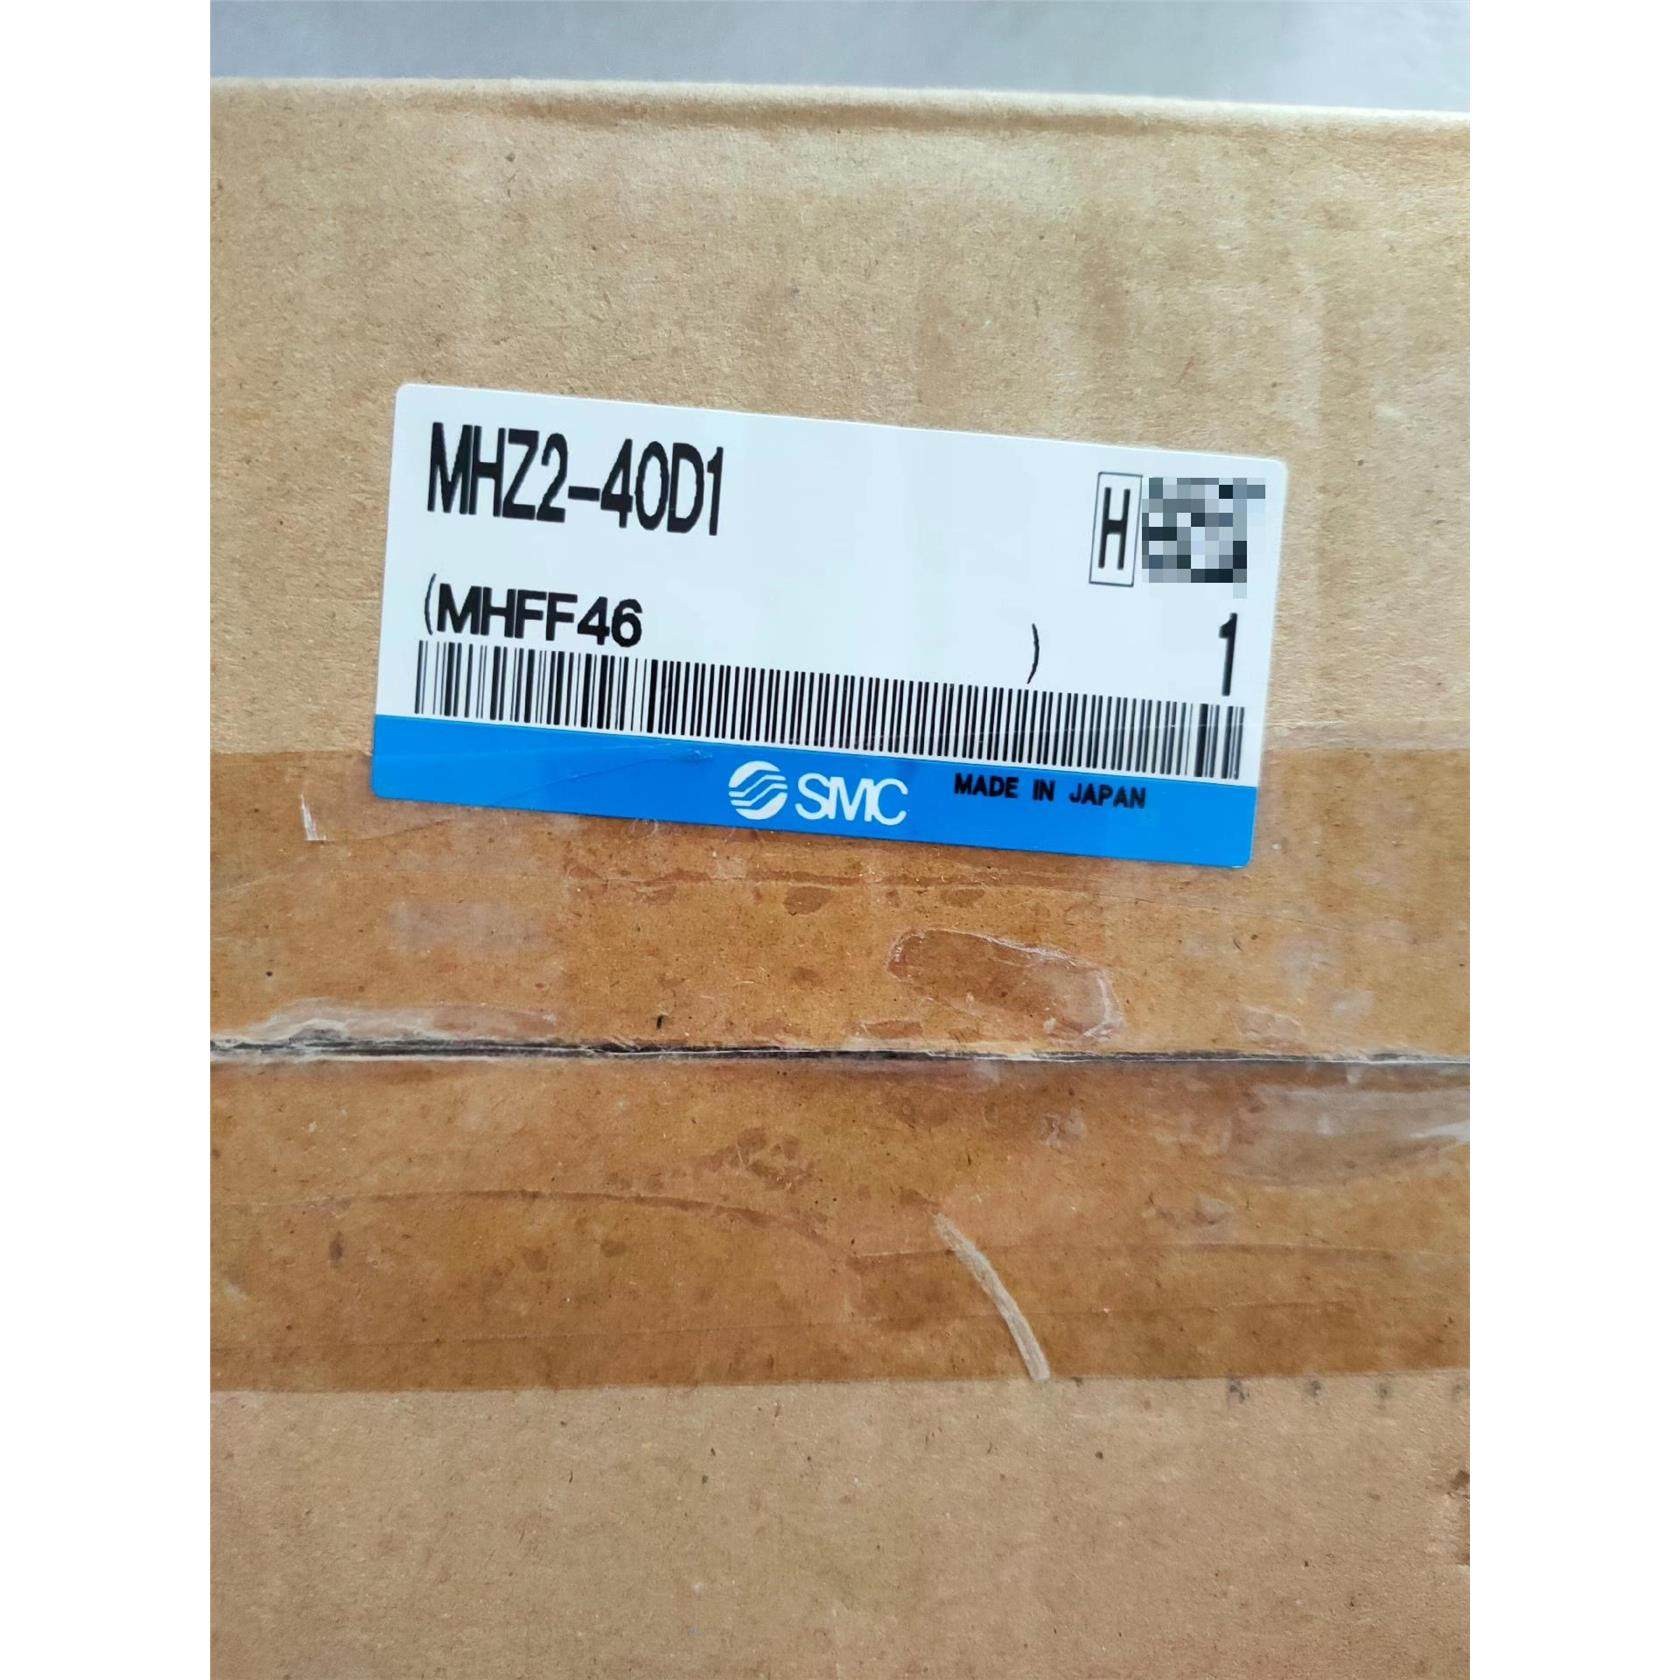 MHZ2-40D1
H
(MHFF46 )
1
SMC
MADE IN JAPAN